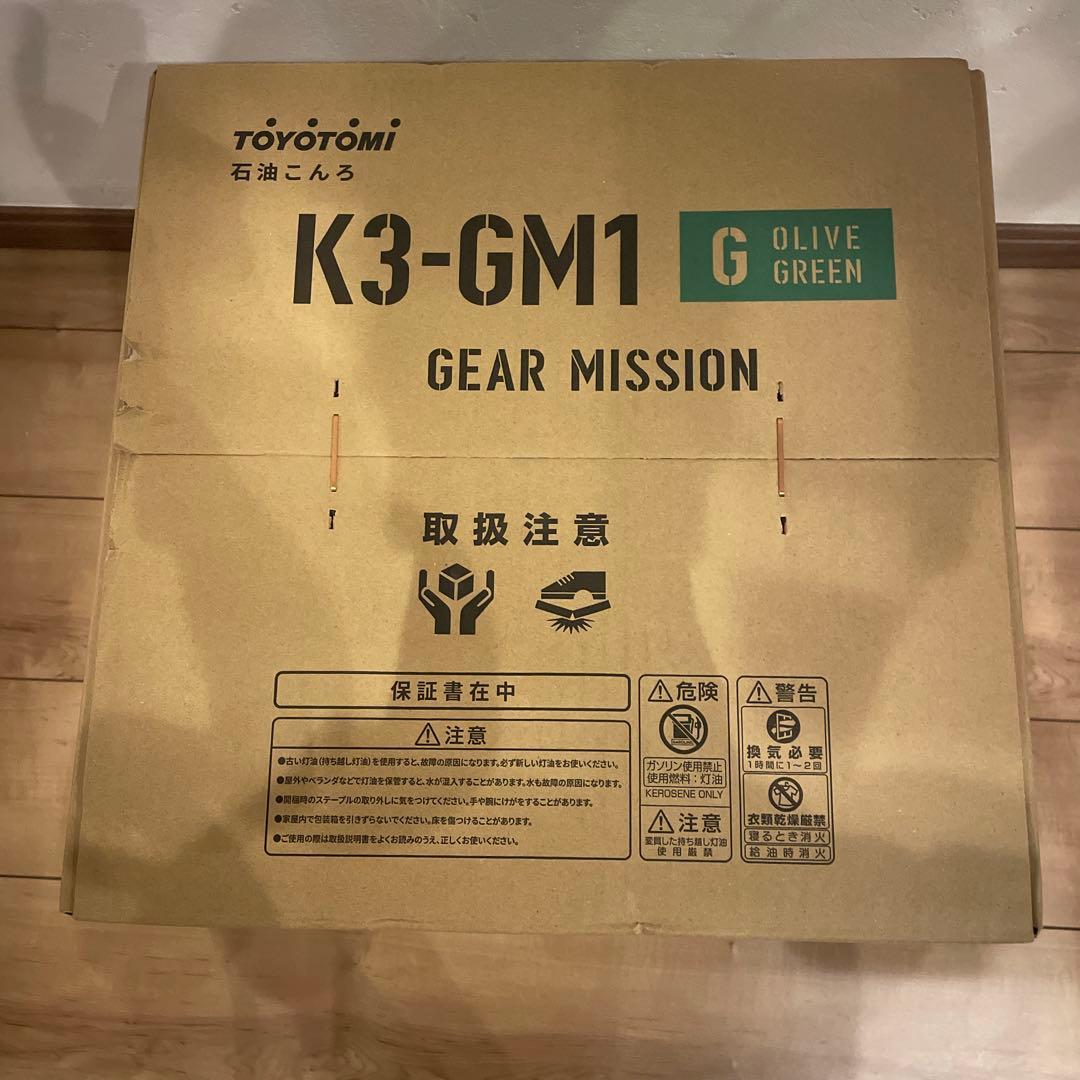 TOYOTOMI
石油こんろ
K3-GM1
G OLIVE GREEN
GEAR MISSION
取扱注意
保証書在中
⚠注意
●古い灯油(持ち越し灯油)を使用すると、故障の原因になります。必ず新しい灯油をお使いください。
●屋外やベランダなどで灯油を保管すると、水が混入することがあります。水も故障の原因になります。
●開梱時のステープルの取り外しに気をつけてください。手や腕にけがをすることがあります。
●家屋内で包装箱を引きずらないでください。床を傷つけることがあります。
●ご使用の際は取扱説明書をよくお読みのうえ、正しくお使いください。
⚠危険
GASOLINE
ガソリン使用禁止
使用燃料:灯油
KEROSENE ONLY
⚠注意
変質した持ち越し灯油
使用厳禁
⚠警告
換気必要
1時間に1~2回
衣類乾燥厳禁
寝るとき消火
給油時消火